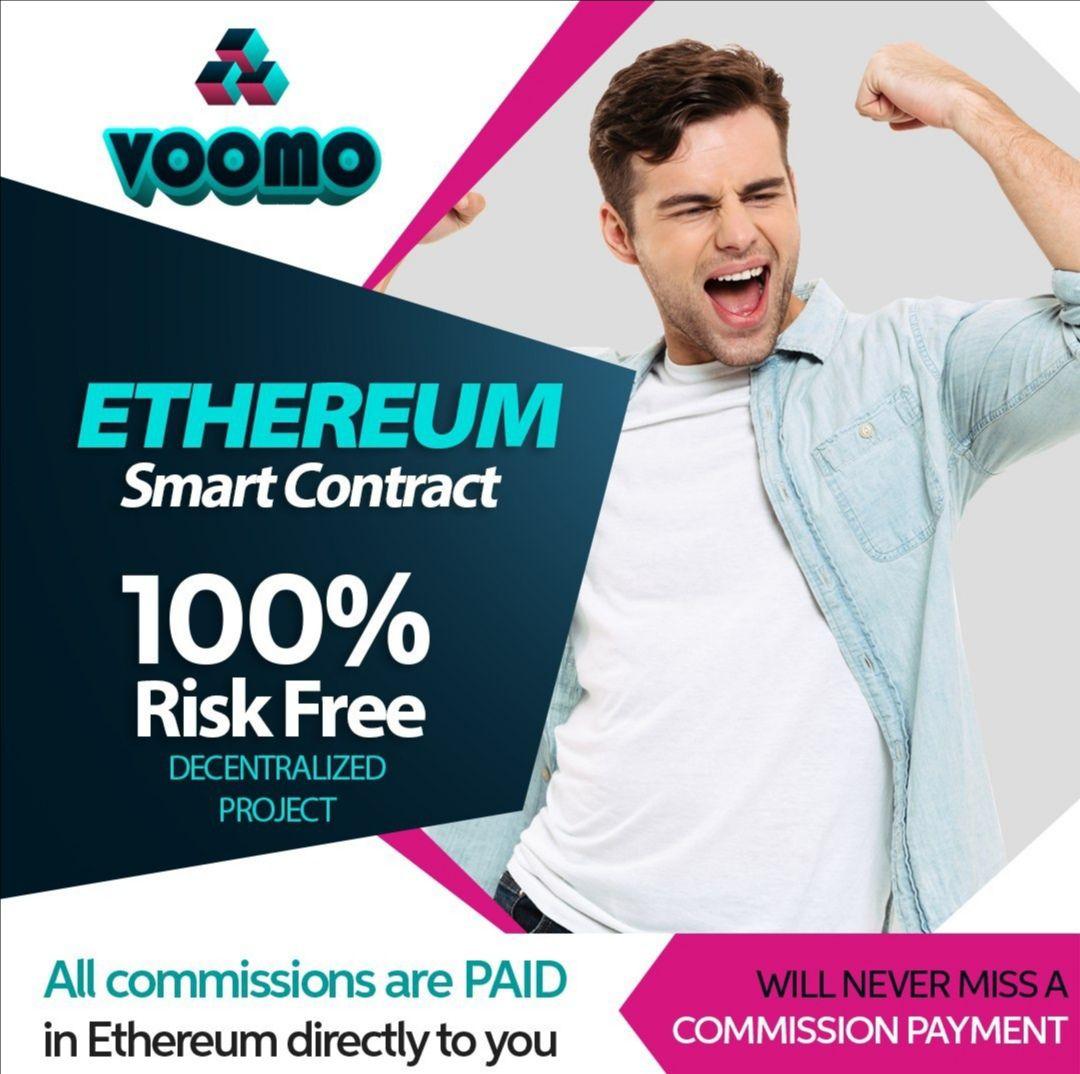 VOOMO
ETHEREUM
Smart Contract
100%
Risk Free
DECENTRALIZED
PROJECT
All commissions are PAID
in Ethereum directly to you
WILL NEVER MISS A
COMMISSION PAYMENT